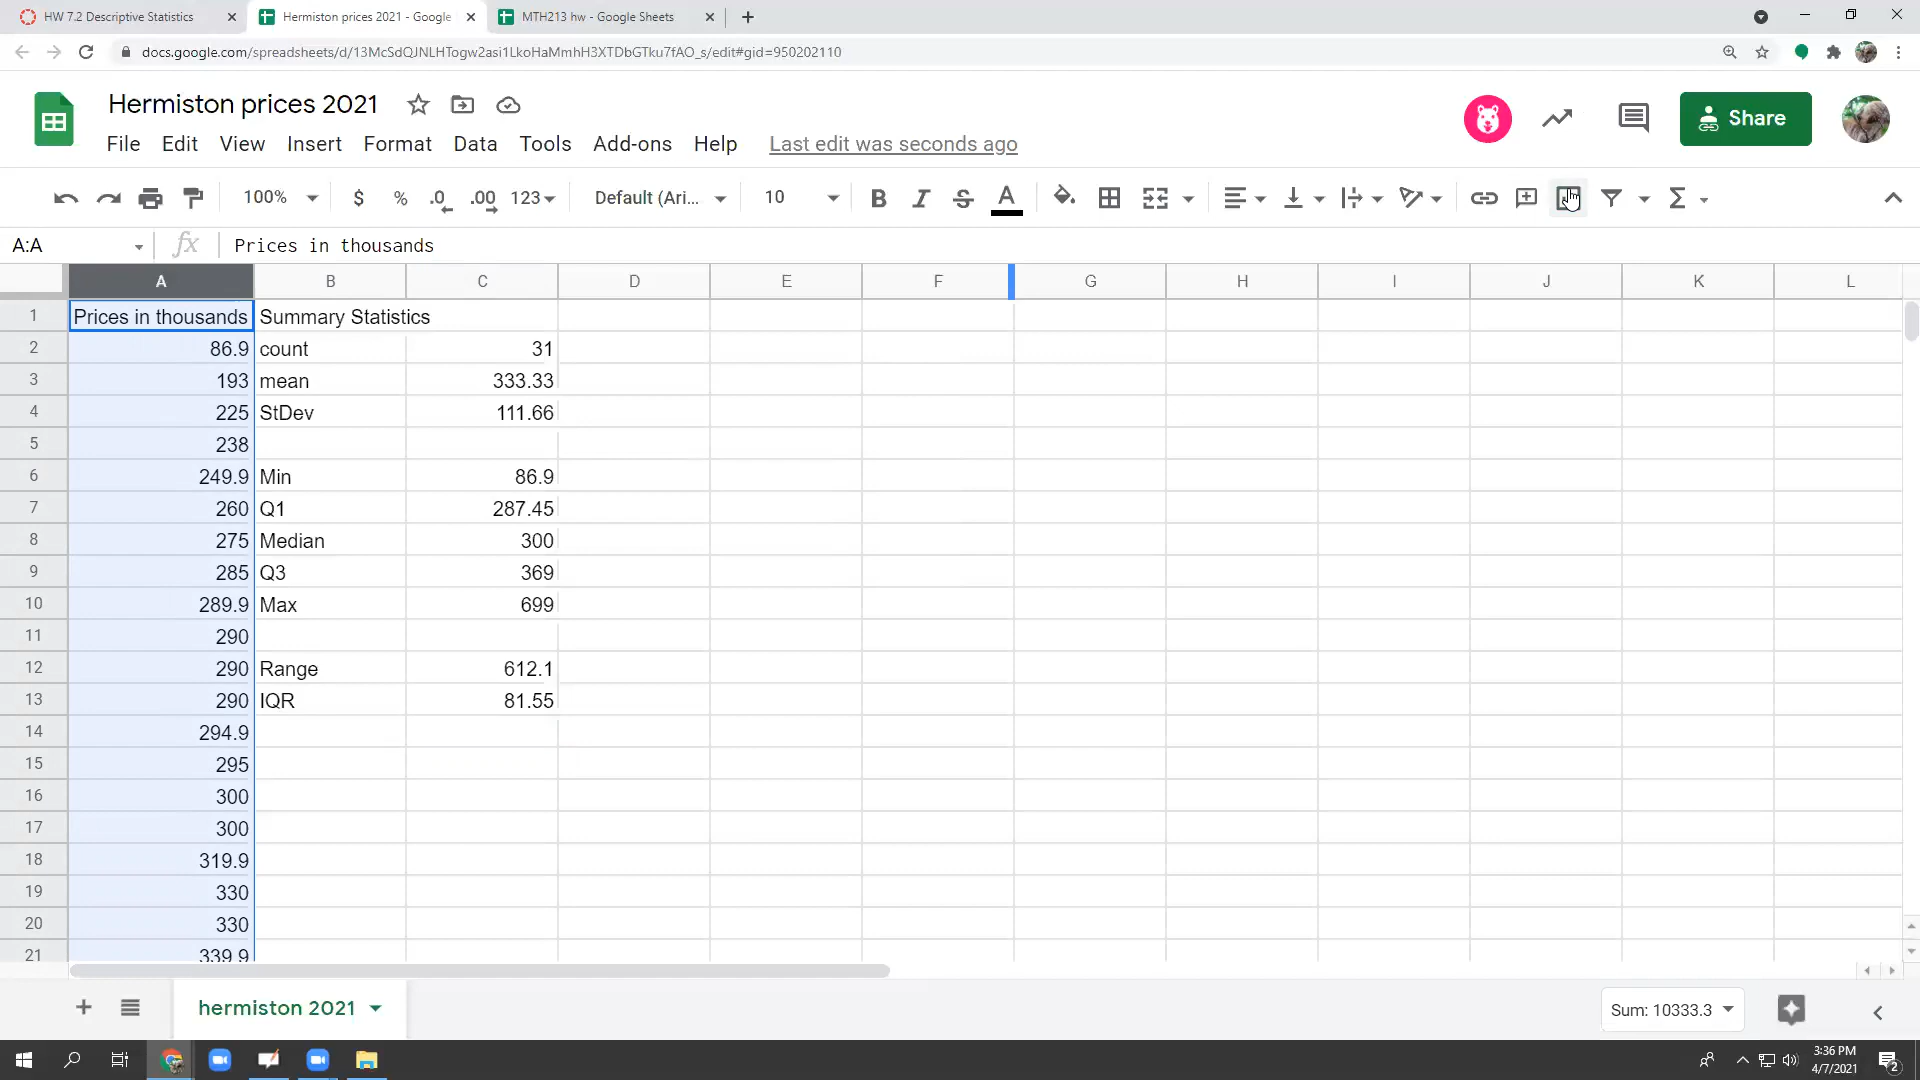 HW 7.2 Descriptive Statistics
Hermiston prices 2021 - Google
MTH213 hw - Google Sheets
docs.google.com/spreadsheets/d/13McSdQJNLHTogw2asi1LkoHaMmhH3XTDbGTku7fAO_s/edit#gid=950202110
Hermiston prices 2021
Share
File Edit View Insert Format Data Tools Add-ons Help Last edit was seconds ago
100% $ % .0 .00 123 Default (Ari... 10 B I S A
A:A fx Prices in thousands
A B C D E F G H I J K L
1 Prices in thousands Summary Statistics
2 86.9 count 31
3 193 mean 333.33
4 225 StDev 111.66
5 238
6 249.9 Min 86.9
7 260 Q1 287.45
8 275 Median 300
9 285 Q3 369
10 289.9 Max 699
11 290
12 290 Range 612.1
13 290 IQR 81.55
14 294.9
15 295
16 300
17 300
18 319.9
19 330
20 330
21 339.9
hermiston 2021
Sum: 10333.3
3:36 PM
4/7/2021
2